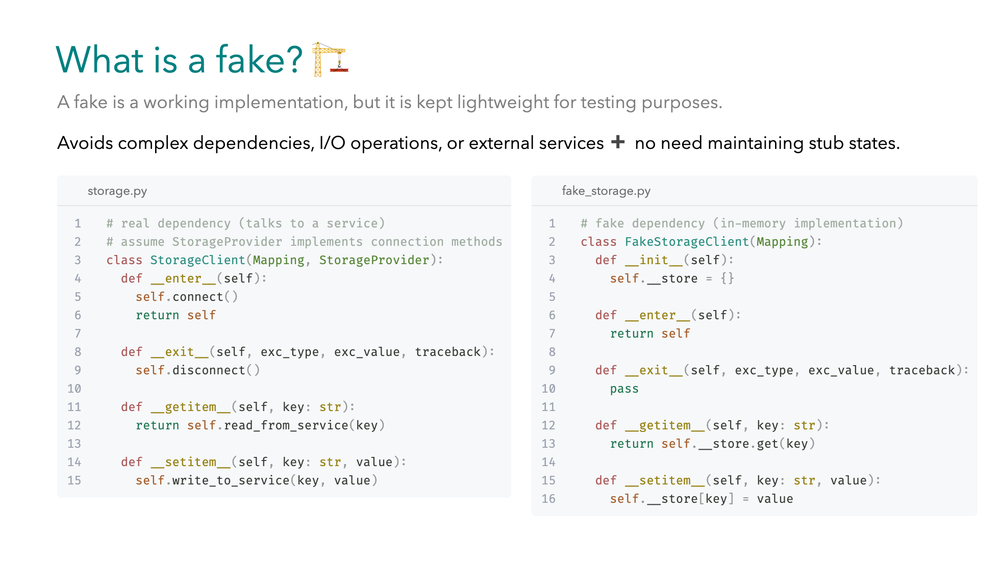 What is a fake? 🏗️
A fake is a working implementation, but it is kept lightweight for testing purposes.
Avoids complex dependencies, I/O operations, or external services ➕ no need maintaining stub states.
storage.py
1 # real dependency (talks to a service)
2 # assume StorageProvider implements connection methods
3 class StorageClient(Mapping, StorageProvider):
4   def __enter__(self):
5     self.connect()
6     return self
7
8   def __exit__(self, exc_type, exc_value, traceback):
9     self.disconnect()
10
11   def __getitem__(self, key: str):
12     return self.read_from_service(key)
13
14   def __setitem__(self, key: str, value):
15     self.write_to_service(key, value)
fake_storage.py
1 # fake dependency (in-memory implementation)
2 class FakeStorageClient(Mapping):
3   def __init__(self):
4     self.__store = {}
5
6   def __enter__(self):
7     return self
8
9   def __exit__(self, exc_type, exc_value, traceback):
10     pass
11
12   def __getitem__(self, key: str):
13     return self.__store.get(key)
14
15   def __setitem__(self, key: str, value):
16     self.__store[key] = value